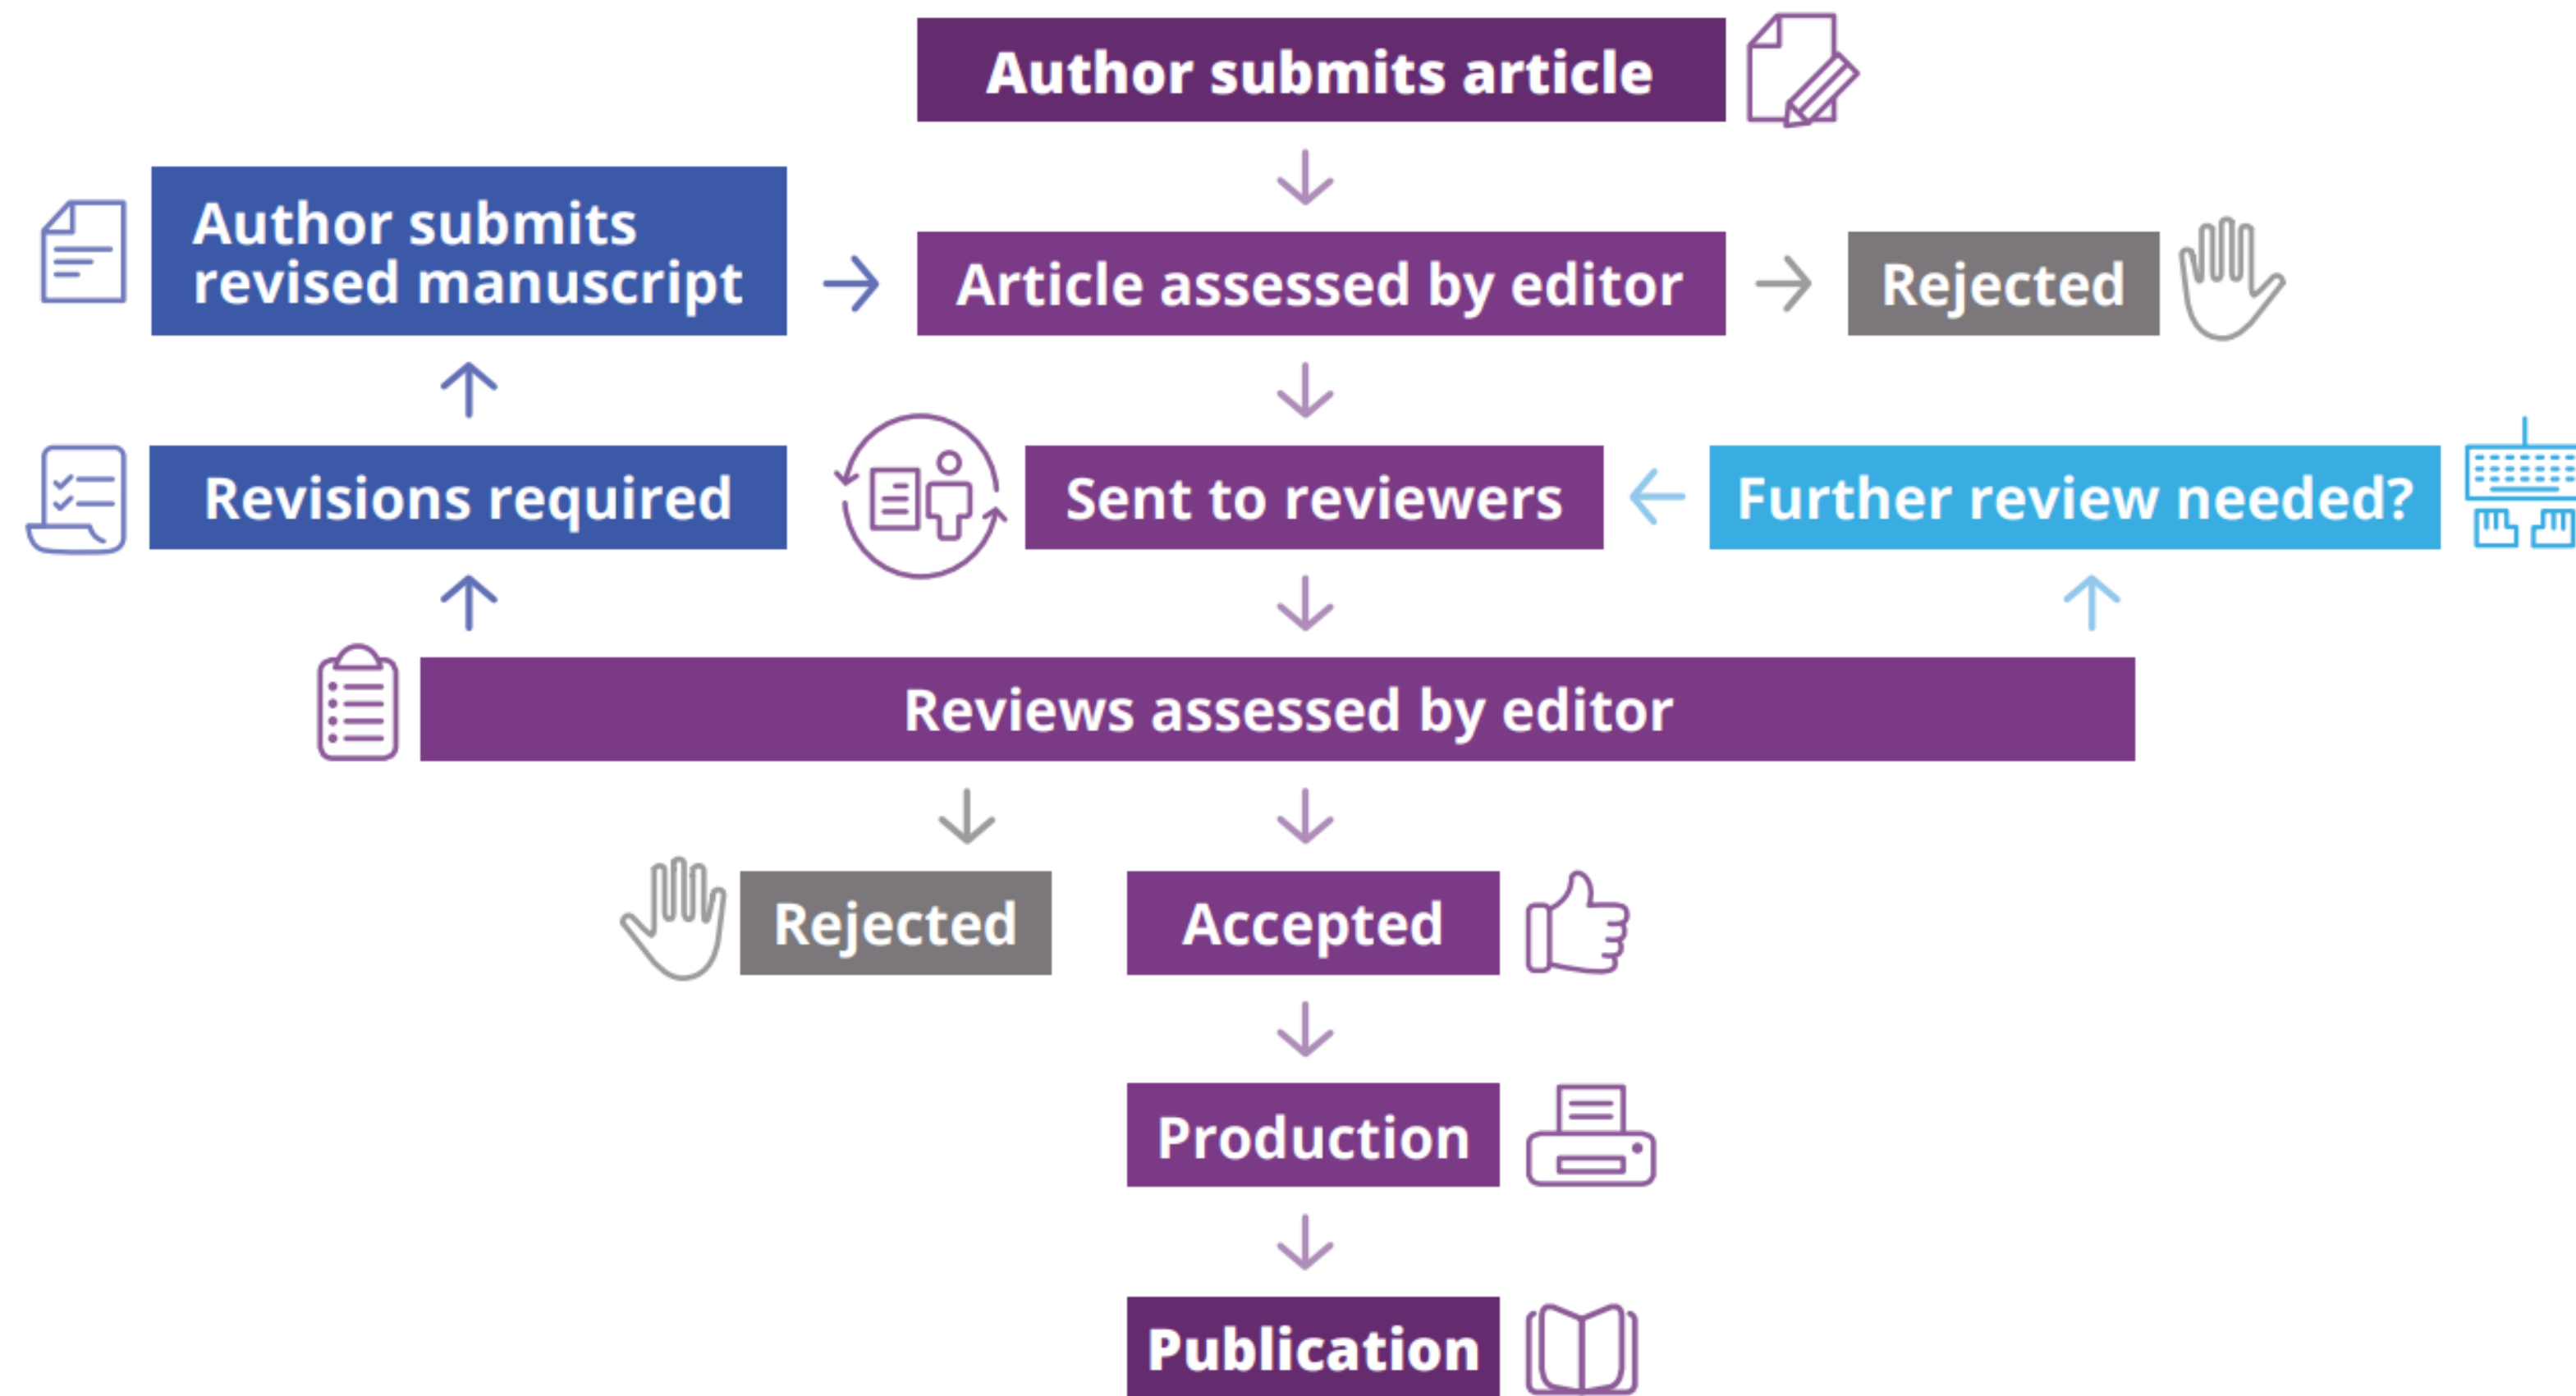 Author submits article
Author submits
revised manuscript
Article assessed by editor
Rejected
Revisions required
Sent to reviewers
Further review needed?
Reviews assessed by editor
Rejected
Accepted
Production
Publication